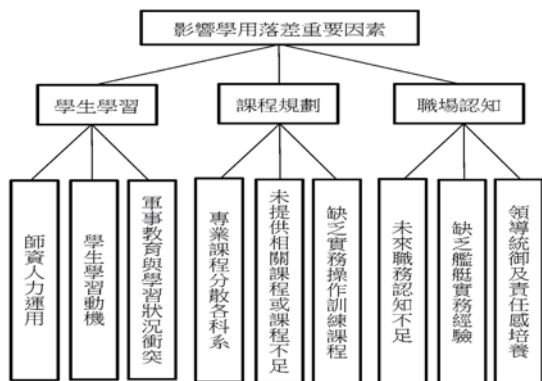 影響學用落差重要因素
學生學習
課程規劃
職場認知
師資人力運用
學生學習動機
軍事教育與學習狀況衝突
專業課程分散各科系
未提供相關課程或課程不足
缺乏實務操作訓練課程
未來職務認知不足
缺乏艦艇實務經驗
領導統御及責任感培養